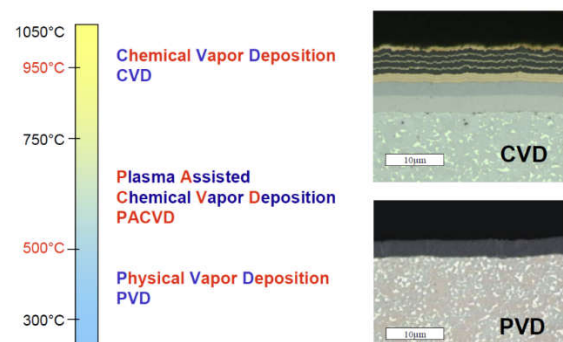 1050°C
950°C
750°C
500°C
300°C
Chemical Vapor Deposition
CVD
Plasma Assisted
Chemical Vapor Deposition
PACVD
Physical Vapor Deposition
PVD
10µm
CVD
10µm
PVD